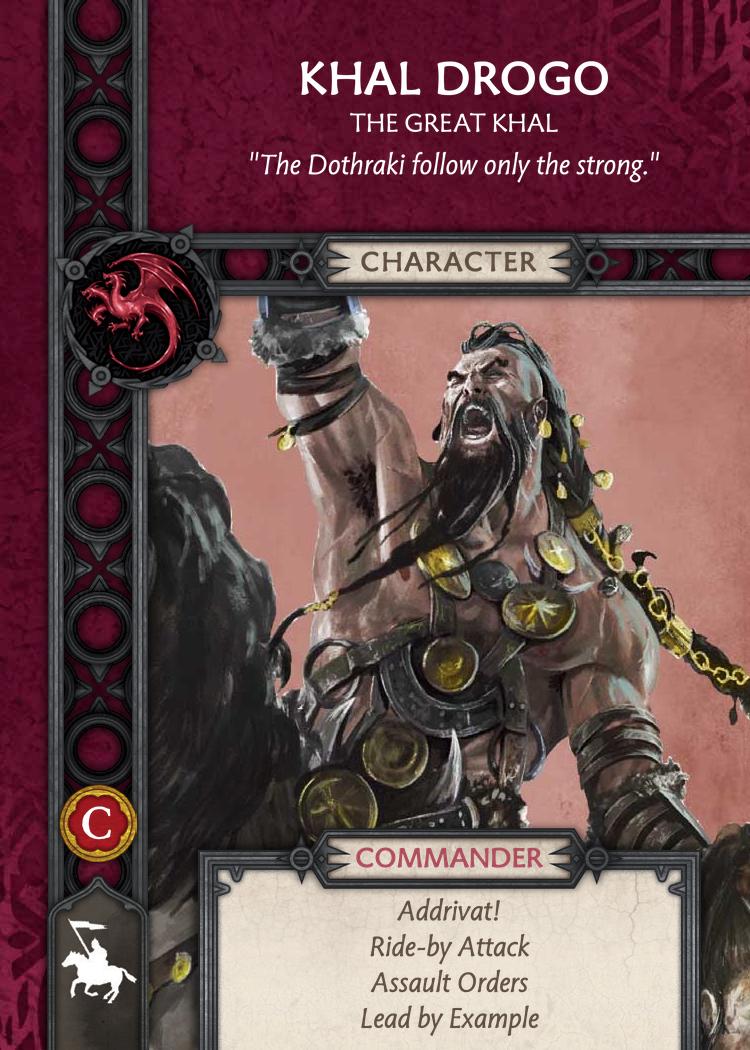 KHAL DROGO
THE GREAT KHAL
"The Dothraki follow only the strong."
CHARACTER
C
COMMANDER
Addrivat!
Ride-by Attack
Assault Orders
Lead by Example